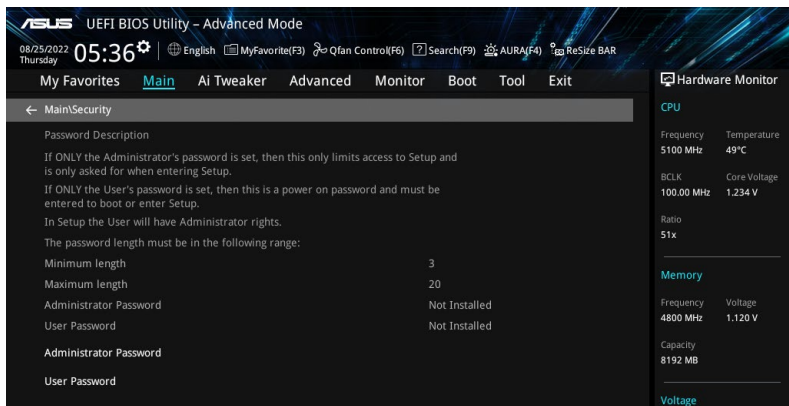 ASUS UEFI BIOS Utility – Advanced Mode
08/25/2022 Thursday 05:36 English MyFavorite(F3) Qfan Control(F6) ? Search(F9) AURA(F4) ReSize BAR
My Favorites Main Ai Tweaker Advanced Monitor Boot Tool Exit
Main\Security
Password Description
If ONLY the Administrator's password is set, then this only limits access to Setup and
is only asked for when entering Setup.
If ONLY the User's password is set, then this is a power on password and must be
entered to boot or enter Setup.
In Setup the User will have Administrator rights.
The password length must be in the following range:
Minimum length 3
Maximum length 20
Administrator Password Not Installed
User Password Not Installed
Administrator Password
User Password
Hardware Monitor
CPU
Frequency Temperature
5100 MHz 49°C
BCLK Core Voltage
100.00 MHz 1.234 V
Ratio
51x
Memory
Frequency Voltage
4800 MHz 1.120 V
Capacity
8192 MB
Voltage